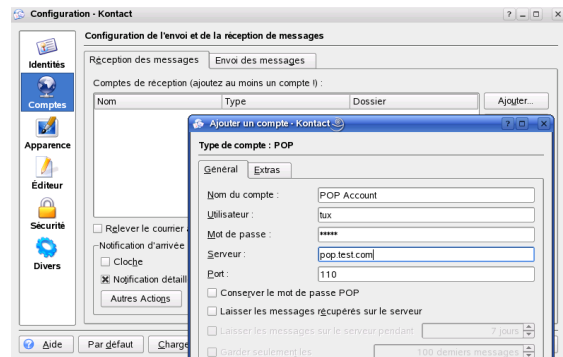 Configuration - Kontact
Configuration de l'envoi et de la réception de messages
Identités
Comptes
Apparence
Éditeur
Sécurité
Divers
Réception des messages
Envoi des messages
Comptes de réception (ajoutez au moins un compte !) :
Nom Type Dossier
Ajouter...
Relever le courrier
Notification d'arrivée
Cloche
Notification détaill
Autres Actions
Aide
Par défaut
Charge
Ajouter un compte - Kontact
Type de compte : POP
Général
Extras
Nom du compte : POP Account
Utilisateur : tux
Mot de passe : *****
Serveur : pop.test.com
Port : 110
Conserver le mot de passe POP
Laisser les messages récupérés sur le serveur
Laisser les messages sur le serveur pendant 7 jours
Garder seulement les 100 derniers messages